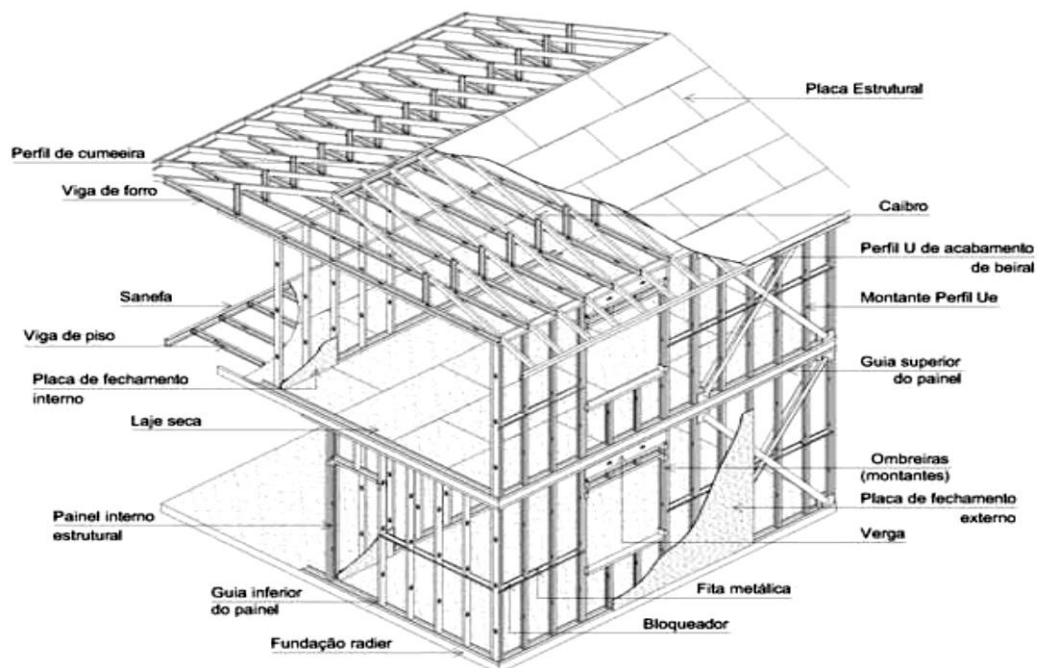 Placa Estrutural
Perfil de cumeeira
Viga de forro
Caibro
Perfil U de acabamento
de beiral
Sanefa
Montante Perfil Ue
Viga de piso
Guia superior
do painel
Placa de fechamento
interno
Laje seca
Ombreiras
(montantes)
Placa de fechamento
externo
Painel interno
estrutural
Verga
Guia inferior
do painel
Fita metálica
Bloqueador
Fundação radier